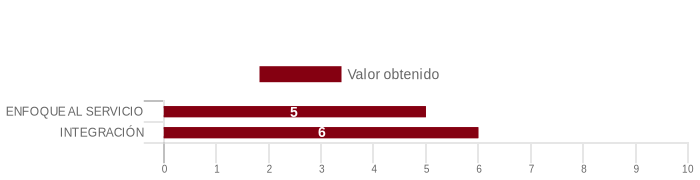 Valor obtenido
ENFOQUE AL SERVICIO
5
INTEGRACIÓN
6
0 1 2 3 4 5 6 7 8 9 10